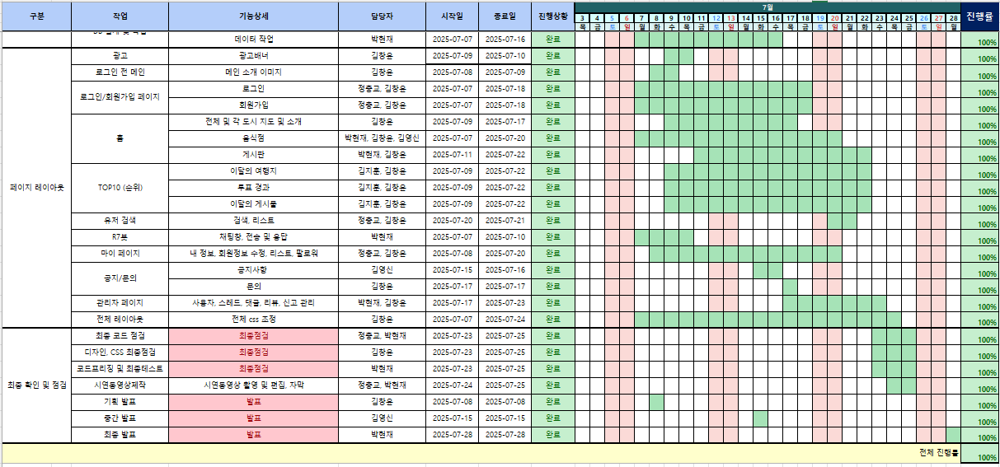 구분 작업 기능상세 담당자 시작일 종료일 진행상황 7월 진행률
3 4 5 6 7 8 9 10 11 12 13 14 15 16 17 18 19 20 21 22 23 24 25 26 27 28
목 금 토 일 월 화 수 목 금 토 일 월 화 수 목 금 토 일 월 화 수 목 금 토 일 월
데이터 작업 박현재 2025-07-07 2025-07-16 완료 100%
페이지 레이아웃
광고 광고배너 김창윤 2025-07-09 2025-07-10 완료 100%
로그인 전 메인 메인 소개 이미지 김창윤 2025-07-08 2025-07-09 완료 100%
로그인/회원가입 페이지 로그인 정충교, 김창윤 2025-07-07 2025-07-18 완료 100%
회원가입 정충교, 김창윤 2025-07-07 2025-07-18 완료 100%
홈 전체 및 각 도시 지도 및 소개 김창윤 2025-07-09 2025-07-17 완료 100%
음식점 박현재, 김창윤, 김영신 2025-07-07 2025-07-20 완료 100%
게시판 박현재, 김창윤 2025-07-11 2025-07-22 완료 100%
TOP10 (순위) 이달의 여행지 김지훈, 김창윤 2025-07-09 2025-07-22 완료 100%
투표 경과 김지훈, 김창윤 2025-07-09 2025-07-22 완료 100%
이달의 게시물 김지훈, 김창윤 2025-07-09 2025-07-22 완료 100%
유저 검색 검색, 리스트 정충교, 김창윤 2025-07-20 2025-07-21 완료 100%
R7봇 채팅창, 전송 및 응답 박현재 2025-07-07 2025-07-10 완료 100%
마이 페이지 내 정보, 회원정보 수정, 리스트, 팔로워 정충교, 김창윤 2025-07-08 2025-07-20 완료 100%
공지/문의 공지사항 김영신 2025-07-15 2025-07-16 완료 100%
문의 김창윤 2025-07-17 2025-07-17 완료 100%
관리자 페이지 사용자, 스레드, 댓글, 리뷰, 신고 관리 박현재, 김창윤 2025-07-17 2025-07-23 완료 100%
전체 레이아웃 전체 css 조정 김창윤 2025-07-07 2025-07-24 완료 100%
최종 확인 및 점검
최종 코드 점검 최종점검 정충교, 박현재 2025-07-23 2025-07-25 완료 100%
디자인, CSS 최종점검 최종점검 김창윤 2025-07-23 2025-07-25 완료 100%
코드프리징 및 최종테스트 최종점검 박현재 2025-07-23 2025-07-25 완료 100%
시연동영상제작 시연동영상 촬영 및 편집, 자막 정충교, 박현재 2025-07-24 2025-07-25 완료 100%
기획 발표 발표 김창윤 2025-07-08 2025-07-08 완료 100%
중간 발표 발표 김영신 2025-07-15 2025-07-15 완료 100%
최종 발표 발표 박현재 2025-07-28 2025-07-28 완료 100%
전체 진행률 100%